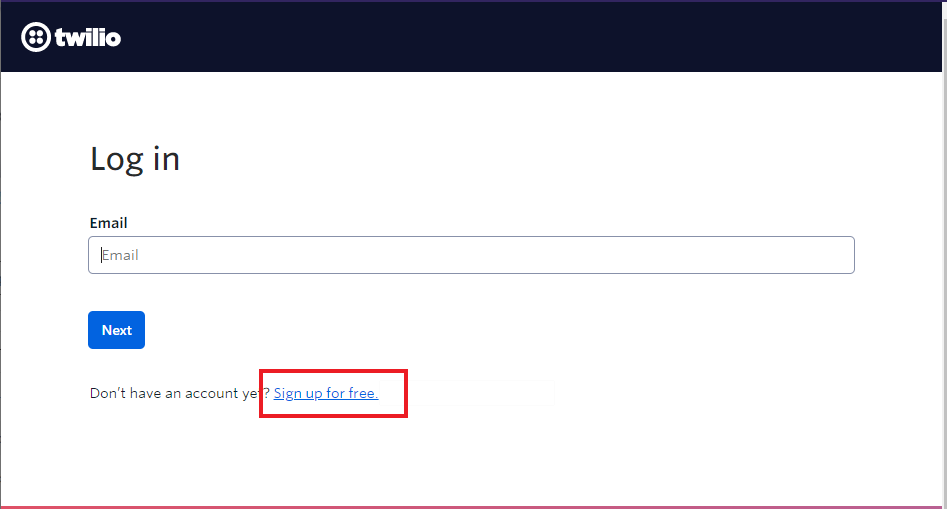 twilio
Log in
Email
Email
Next
Don't have an account yet? Sign up for free.